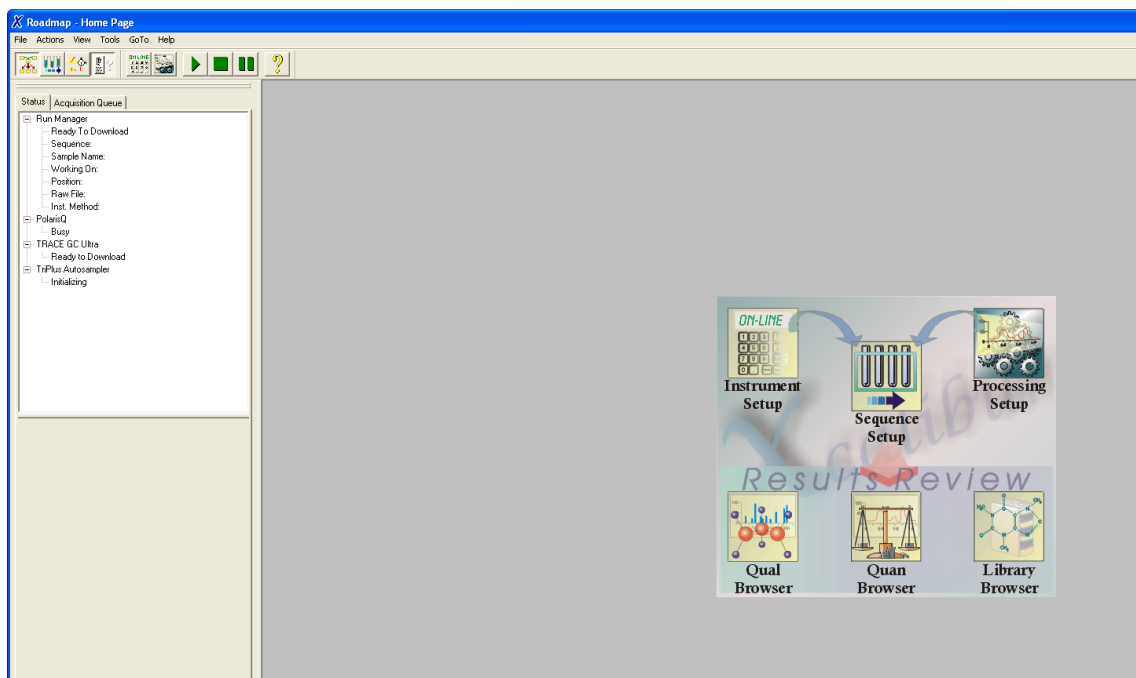 Roadmap - Home Page
File Actions View Tools GoTo Help
ON LINE
?
Status Acquisition Queue
Run Manager
Ready To Download
Sequence:
Sample Name:
Working On:
Position:
Raw File:
Inst. Method:
PolarisQ
Busy
TRACE GC Ultra
Ready to Download
TriPlus Autosampler
Initializing
ON-LINE
Instrument
Setup
Sequence
Setup
Processing
Setup
Xcalibur
Results Review
Qual
Browser
Quan
Browser
Library
Browser